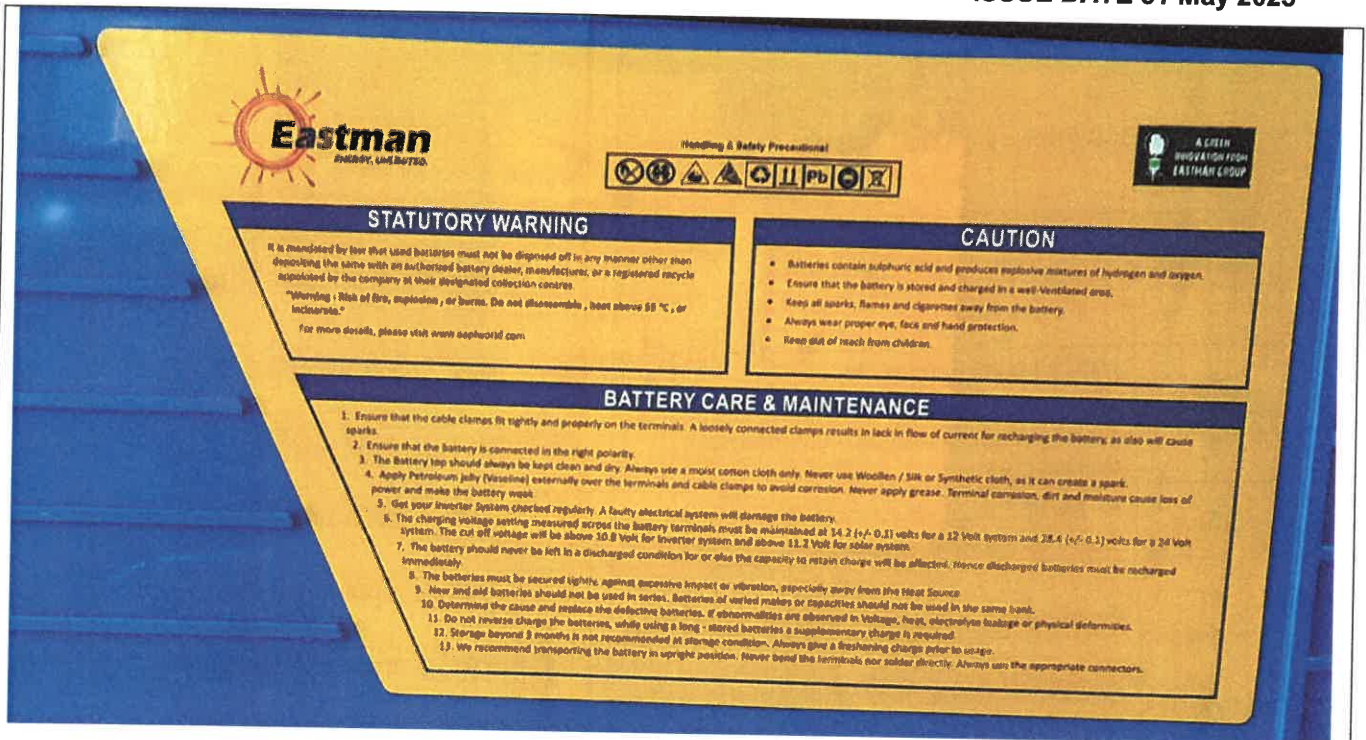 ISSUE DATE 31 May 2023
Eastman
ENERGY, UNLIMITED.
Handling & Safety Precautional
Pb
A GREEN
INNOVATION FROM
EASTMAN GROUP
STATUTORY WARNING
It is mandated by law that used batteries must not be disposed off in any manner other than
depositing the same with an authorized battery dealer, manufacturer, or a registered recycle
appointed by the company at their designated collection centres.
"Warning : Risk of fire, explosion , or burns. Do not disassemble , heat above 55 °C , or
incinerate."
For more details, please visit www.eaplworld.com
CAUTION
• Batteries contain sulphuric acid and produces explosive mixtures of hydrogen and oxygen.
• Ensure that the battery is stored and charged in a well-Ventilated area.
• Keep all sparks, flames and cigarettes away from the battery.
• Always wear proper eye, face and hand protection.
• Keep out of reach from children.
BATTERY CARE & MAINTENANCE
1. Ensure that the cable clamps fit tightly and properly on the terminals. A loosely connected clamps results in lack in flow of current for recharging the battery, as also will cause
sparks.
2. Ensure that the battery is connected in the right polarity.
3. The Battery top should always be kept clean and dry. Always use a moist cotton cloth only. Never use Woollen / Silk or Synthetic cloth, as it can create a spark.
4. Apply Petroleum jelly (Vaseline) externally over the terminals and cable clamps to avoid corrosion. Never apply grease. Terminal corrosion, dirt and moisture cause loss of
power and make the battery weak.
5. Get your Inverter System checked regularly. A faulty electrical system will damage the battery.
6. The charging voltage setting measured across the battery terminals must be maintained at 14.2 (+/- 0.1) volts for a 12 Volt system and 28.4 (+/- 0.1) volts for a 24 Volt
system. The cut off voltage will be above 10.8 Volt for Inverter system and above 11.2 Volt for solar system.
7. The battery should never be left in a discharged condition for or else the capacity to retain charge will be affected. Hence discharged batteries must be recharged
immediately.
8. The batteries must be secured tightly, against excessive impact or vibration, especially away from the Heat Source.
9. New and old batteries should not be used in series. Batteries of varied makes or capacities should not be used in the same bank.
10. Determine the cause and replace the defective batteries. If abnormalities are observed in Voltage, heat, electrolyte leakage or physical deformities.
11. Do not reverse charge the batteries, while using a long - stored batteries a supplementary charge is required.
12. Storage beyond 3 months is not recommended at storage condition. Always give a freshening charge prior to usage.
13. We recommend transporting the battery in upright position. Never bend the terminals nor solder directly. Always use the appropriate connectors.